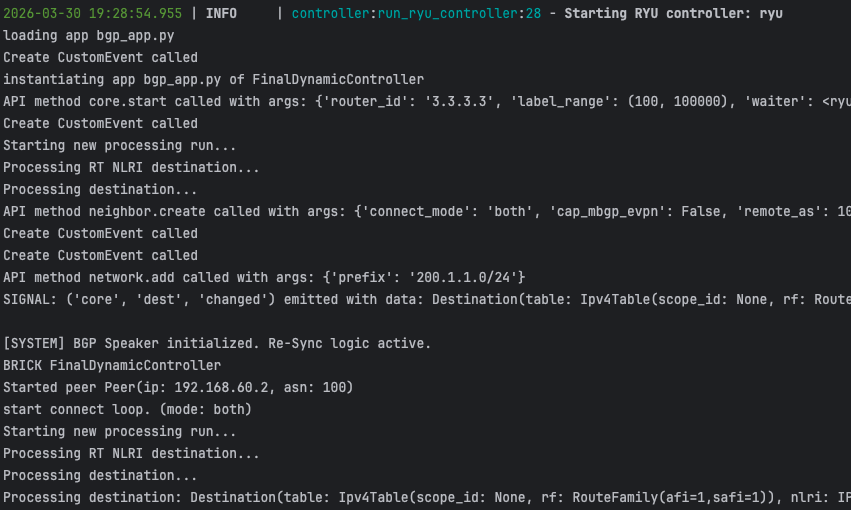 2026-03-30 19:28:54.955 | INFO     | controller:run_ryu_controller:28 - Starting RYU controller: ryu
loading app bgp_app.py
Create CustomEvent called
instantiating app bgp_app.py of FinalDynamicController
API method core.start called with args: {'router_id': '3.3.3.3', 'label_range': (100, 100000), 'waiter': <ryu
Create CustomEvent called
Starting new processing run...
Processing RT NLRI destination...
Processing destination...
API method neighbor.create called with args: {'connect_mode': 'both', 'cap_mbgp_evpn': False, 'remote_as': 10
Create CustomEvent called
Create CustomEvent called
API method network.add called with args: {'prefix': '200.1.1.0/24'}
SIGNAL: ('core', 'dest', 'changed') emitted with data: Destination(table: Ipv4Table(scope_id: None, rf: Route
[SYSTEM] BGP Speaker initialized. Re-Sync logic active.
BRICK FinalDynamicController
Started peer Peer(ip: 192.168.60.2, asn: 100)
start connect loop. (mode: both)
Starting new processing run...
Processing RT NLRI destination...
Processing destination...
Processing destination: Destination(table: Ipv4Table(scope_id: None, rf: RouteFamily(afi=1,safi=1)), nlri: IP